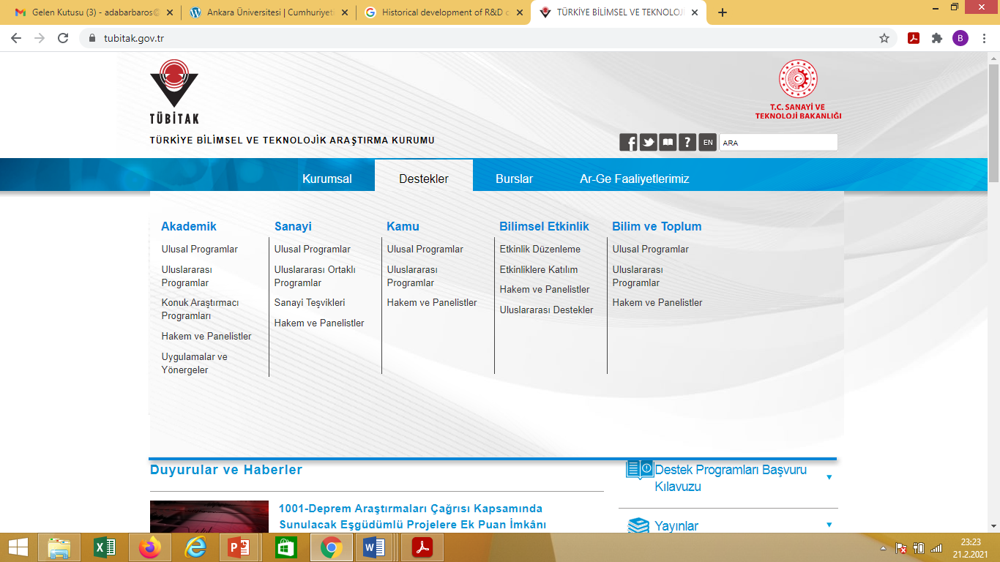 Gelen Kutusu (3) - adabarbaros@
Ankara Üniversitesi | Cumhuriyet
Historical development of R&D c
TÜRKİYE BİLİMSEL VE TEKNOLOJİ
tubitak.gov.tr
B
TÜBİTAK
T.C. SANAYİ VE
TEKNOLOJİ BAKANLIĞI
TÜRKİYE BİLİMSEL VE TEKNOLOJİK ARAŞTIRMA KURUMU
EN
ARA
Kurumsal
Destekler
Burslar
Ar-Ge Faaliyetlerimiz
Akademik
Ulusal Programlar
Uluslararası
Programlar
Konuk Araştırmacı
Programları
Hakem ve Panelistler
Uygulamalar ve
Yönergeler
Sanayi
Ulusal Programlar
Uluslararası Ortaklı
Programlar
Sanayi Teşvikleri
Hakem ve Panelistler
Kamu
Ulusal Programlar
Uluslararası
Programlar
Hakem ve Panelistler
Bilimsel Etkinlik
Etkinlik Düzenleme
Etkinliklere Katılım
Hakem ve Panelistler
Uluslararası Destekler
Bilim ve Toplum
Ulusal Programlar
Uluslararası
Programlar
Hakem ve Panelistler
Duyurular ve Haberler
1001-Deprem Araştırmaları Çağrısı Kapsamında
Sunulacak Eşgüdümlü Projelere Ek Puan İmkânı
Destek Programları Başvuru
Kılavuzu
Yayınlar
23:23
21.2.2021